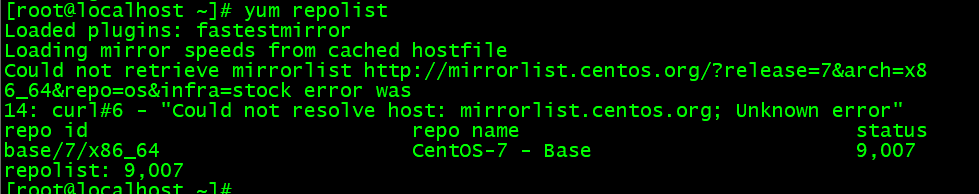 [root@localhost ~]# yum repolist
Loaded plugins: fastestmirror
Loading mirror speeds from cached hostfile
Could not retrieve mirrorlist http://mirrorlist.centos.org/?release=7&arch=x8
6_64&repo=os&infra=stock error was
14: curl#6 - "Could not resolve host: mirrorlist.centos.org; Unknown error"
repo id repo name status
base/7/x86_64 CentOS-7 - Base 9,007
repolist: 9,007
[root@localhost ~]#